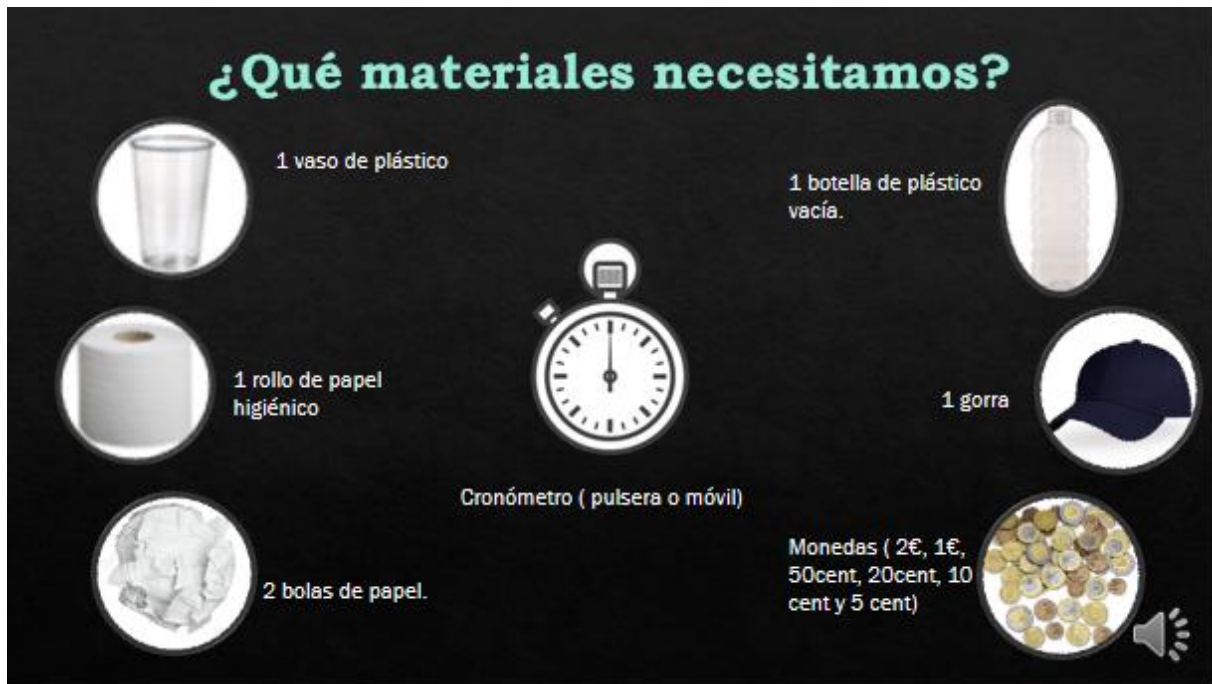 ¿Qué materiales necesitamos?
1 vaso de plástico
1 botella de plástico
vacía.
1 rollo de papel
higiénico
1 gorra
Cronómetro ( pulsera o móvil)
2 bolas de papel.
Monedas ( 2€, 1€,
50cent, 20cent, 10
cent y 5 cent)